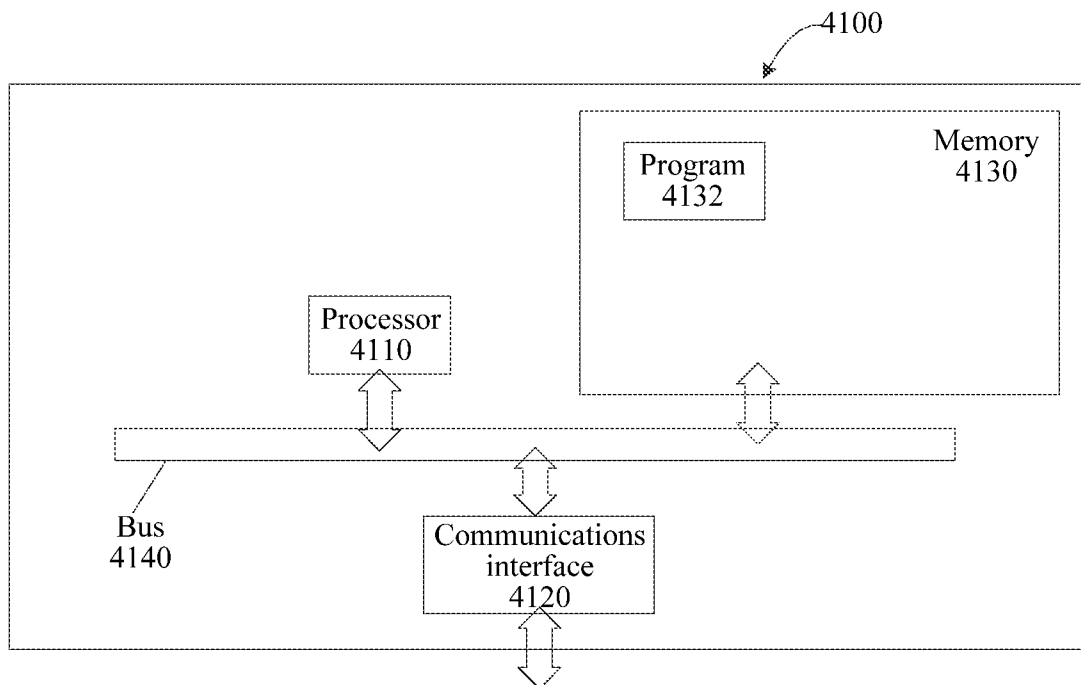 4100
Memory
4130
Program
4132
Processor
4110
Bus
4140
Communications
interface
4120